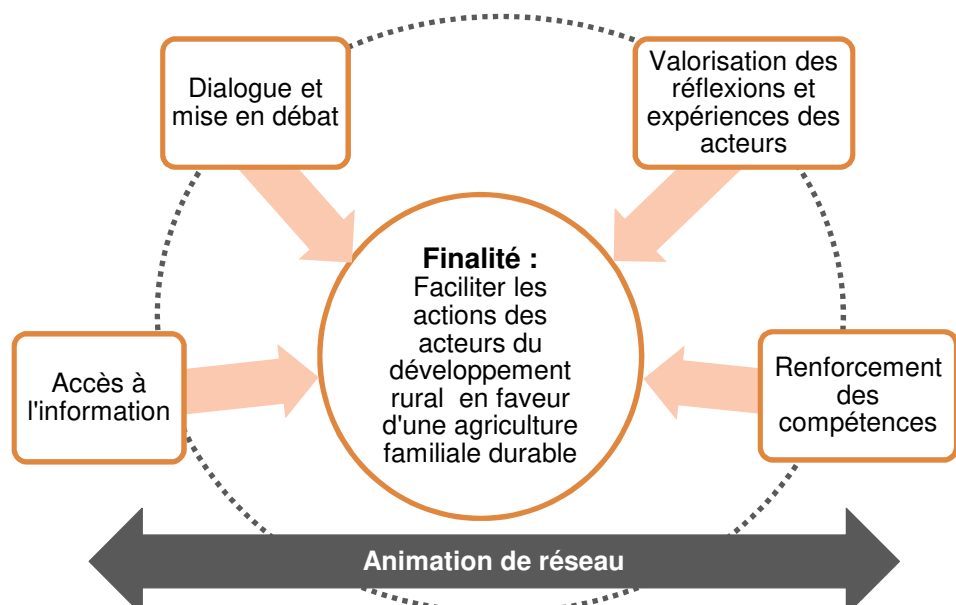 Dialogue et
mise en débat
Valorisation des
réflexions et
expériences des
acteurs
Finalité :
Faciliter les
actions des
acteurs du
développement
rural en faveur
d'une agriculture
familiale durable
Accès à
l'information
Renforcement
des
compétences
Animation de réseau